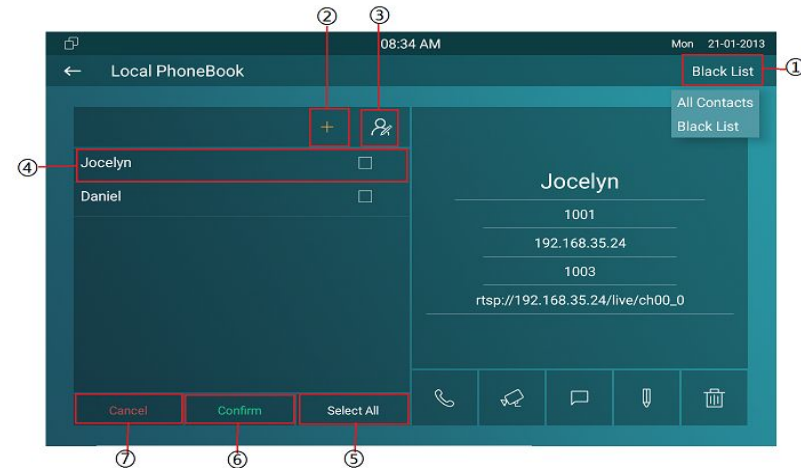 ② ③
08:34 AM Mon 21-01-2013
← Local PhoneBook Black List ①
All Contacts
Black List
+
④ Jocelyn
Daniel
Jocelyn
1001
192.168.35.24
1003
rtsp://192.168.35.24/live/ch00_0
Cancel Confirm Select All
⑦ ⑥ ⑤